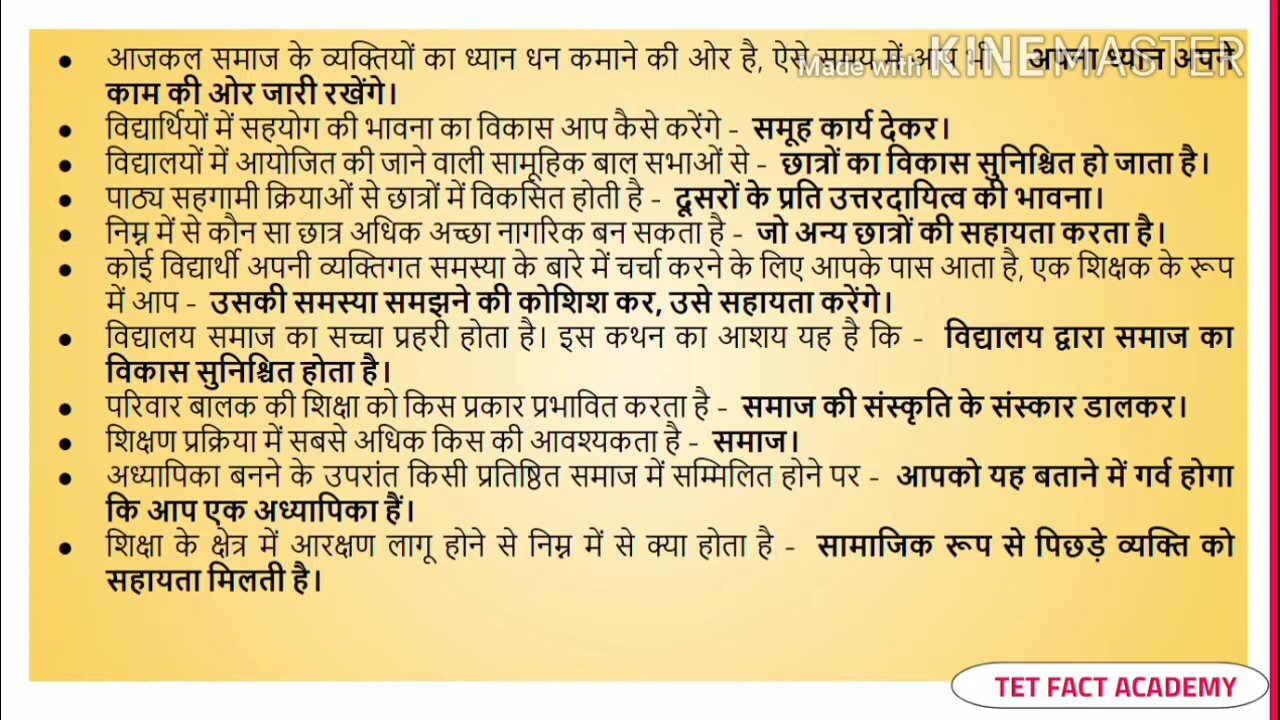 ● आजकल समाज के व्यक्तियों का ध्यान धन कमाने की ओर है, ऐसे समय में आप भी - अपना ध्यान अपने
काम की ओर जारी रखेंगे।
● विद्यार्थियों में सहयोग की भावना का विकास आप कैसे करेंगे - समूह कार्य देकर।
● विद्यालयों में आयोजित की जाने वाली सामूहिक बाल सभाओं से - छात्रों का विकास सुनिश्चित हो जाता है।
● पाठ्य सहगामी क्रियाओं से छात्रों में विकसित होती है - दूसरों के प्रति उत्तरदायित्व की भावना।
● निम्न में से कौन सा छात्र अधिक अच्छा नागरिक बन सकता है - जो अन्य छात्रों की सहायता करता है।
● कोई विद्यार्थी अपनी व्यक्तिगत समस्या के बारे में चर्चा करने के लिए आपके पास आता है, एक शिक्षक के रूप
में आप - उसकी समस्या समझने की कोशिश कर, उसे सहायता करेंगे।
● विद्यालय समाज का सच्चा प्रहरी होता है। इस कथन का आशय यह है कि - विद्यालय द्वारा समाज का
विकास सुनिश्चित होता है।
● परिवार बालक की शिक्षा को किस प्रकार प्रभावित करता है - समाज की संस्कृति के संस्कार डालकर।
● शिक्षण प्रक्रिया में सबसे अधिक किस की आवश्यकता है - समाज।
● अध्यापिका बनने के उपरांत किसी प्रतिष्ठित समाज में सम्मिलित होने पर - आपको यह बताने में गर्व होगा
कि आप एक अध्यापिका हैं।
● शिक्षा के क्षेत्र में आरक्षण लागू होने से निम्न में से क्या होता है - सामाजिक रूप से पिछड़े व्यक्ति को
सहायता मिलती है।
Made with KINEMASTER
TET FACT ACADEMY